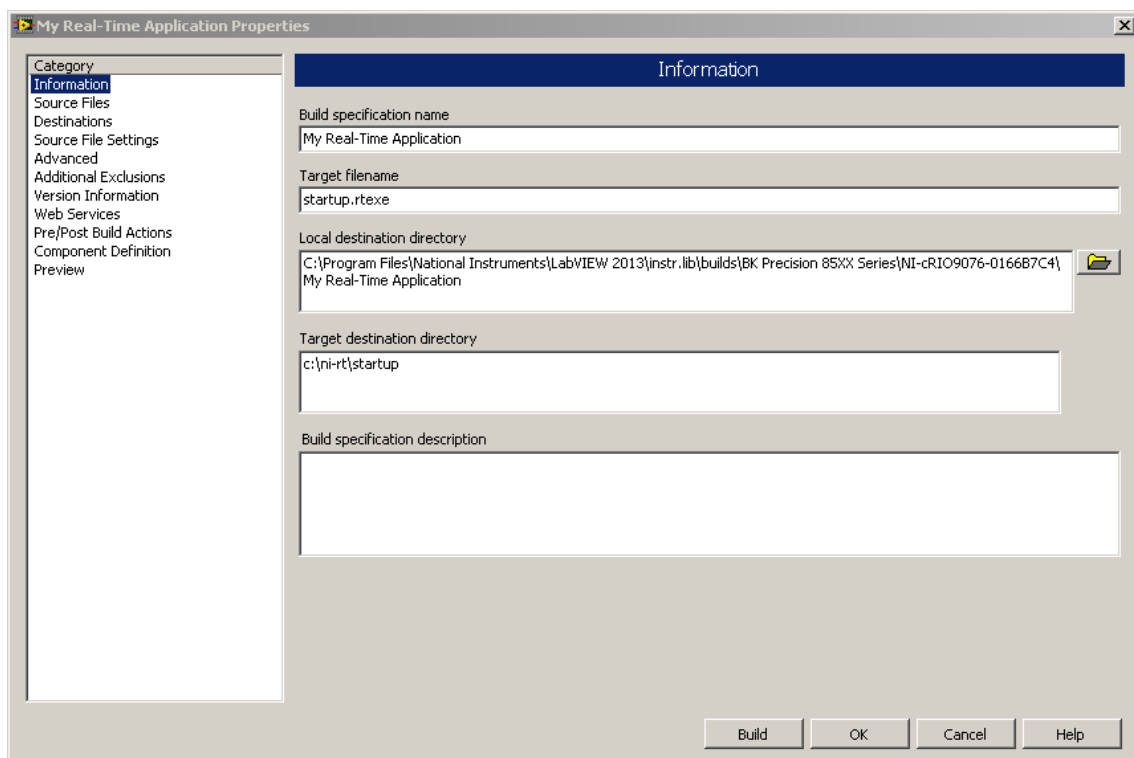 My Real-Time Application Properties
Category
Information
Source Files
Destinations
Source File Settings
Advanced
Additional Exclusions
Version Information
Web Services
Pre/Post Build Actions
Component Definition
Preview
Information
Build specification name
My Real-Time Application
Target filename
startup.rtexe
Local destination directory
C:\Program Files\National Instruments\LabVIEW 2013\instr.lib\builds\BK Precision 85XX Series\NI-cRIO9076-0166B7C4\
My Real-Time Application
Target destination directory
c:\ni-rt\startup
Build specification description
Build
OK
Cancel
Help